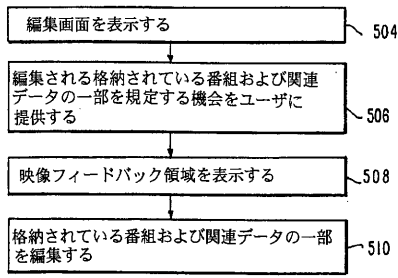 編集画面を表示する
504
編集される格納されている番組および関連
データの一部を規定する機会をユーザに
提供する
506
映像フィードバック領域を表示する
508
格納されている番組および関連データの一部
を編集する
510